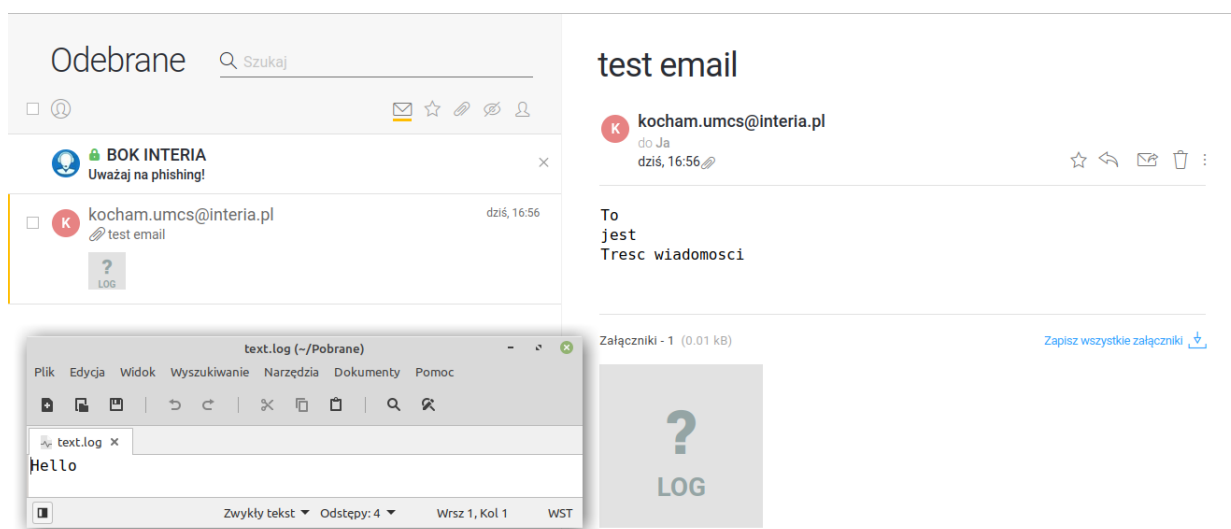 Odebrane
Szukaj
BOK INTERIA
Uważaj na phishing!
K
kocham.umcs@interia.pl
dziś, 16:56
test email
?
LOG
test email
K
kocham.umcs@interia.pl
do Ja
dziś, 16:56
To
jest
Tresc wiadomosci
Załączniki - 1 (0.01 kB)
Zapisz wszystkie załączniki
?
LOG
text.log (~/Pobrane)
Plik Edycja Widok Wyszukiwanie Narzędzia Dokumenty Pomoc
text.log
Hello
Zwykły tekst Odstępy: 4 Wrsz 1, Kol 1 WST